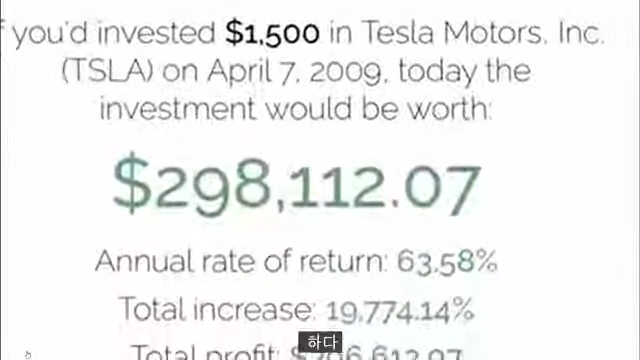 you'd invested $1,500 in Tesla Motors, Inc.
(TSLA) on April 7, 2009, today the
investment would be worth:
$298,112.07
Annual rate of return: 63.58%
Total increase: 19,774.14%
하다
Total profit: